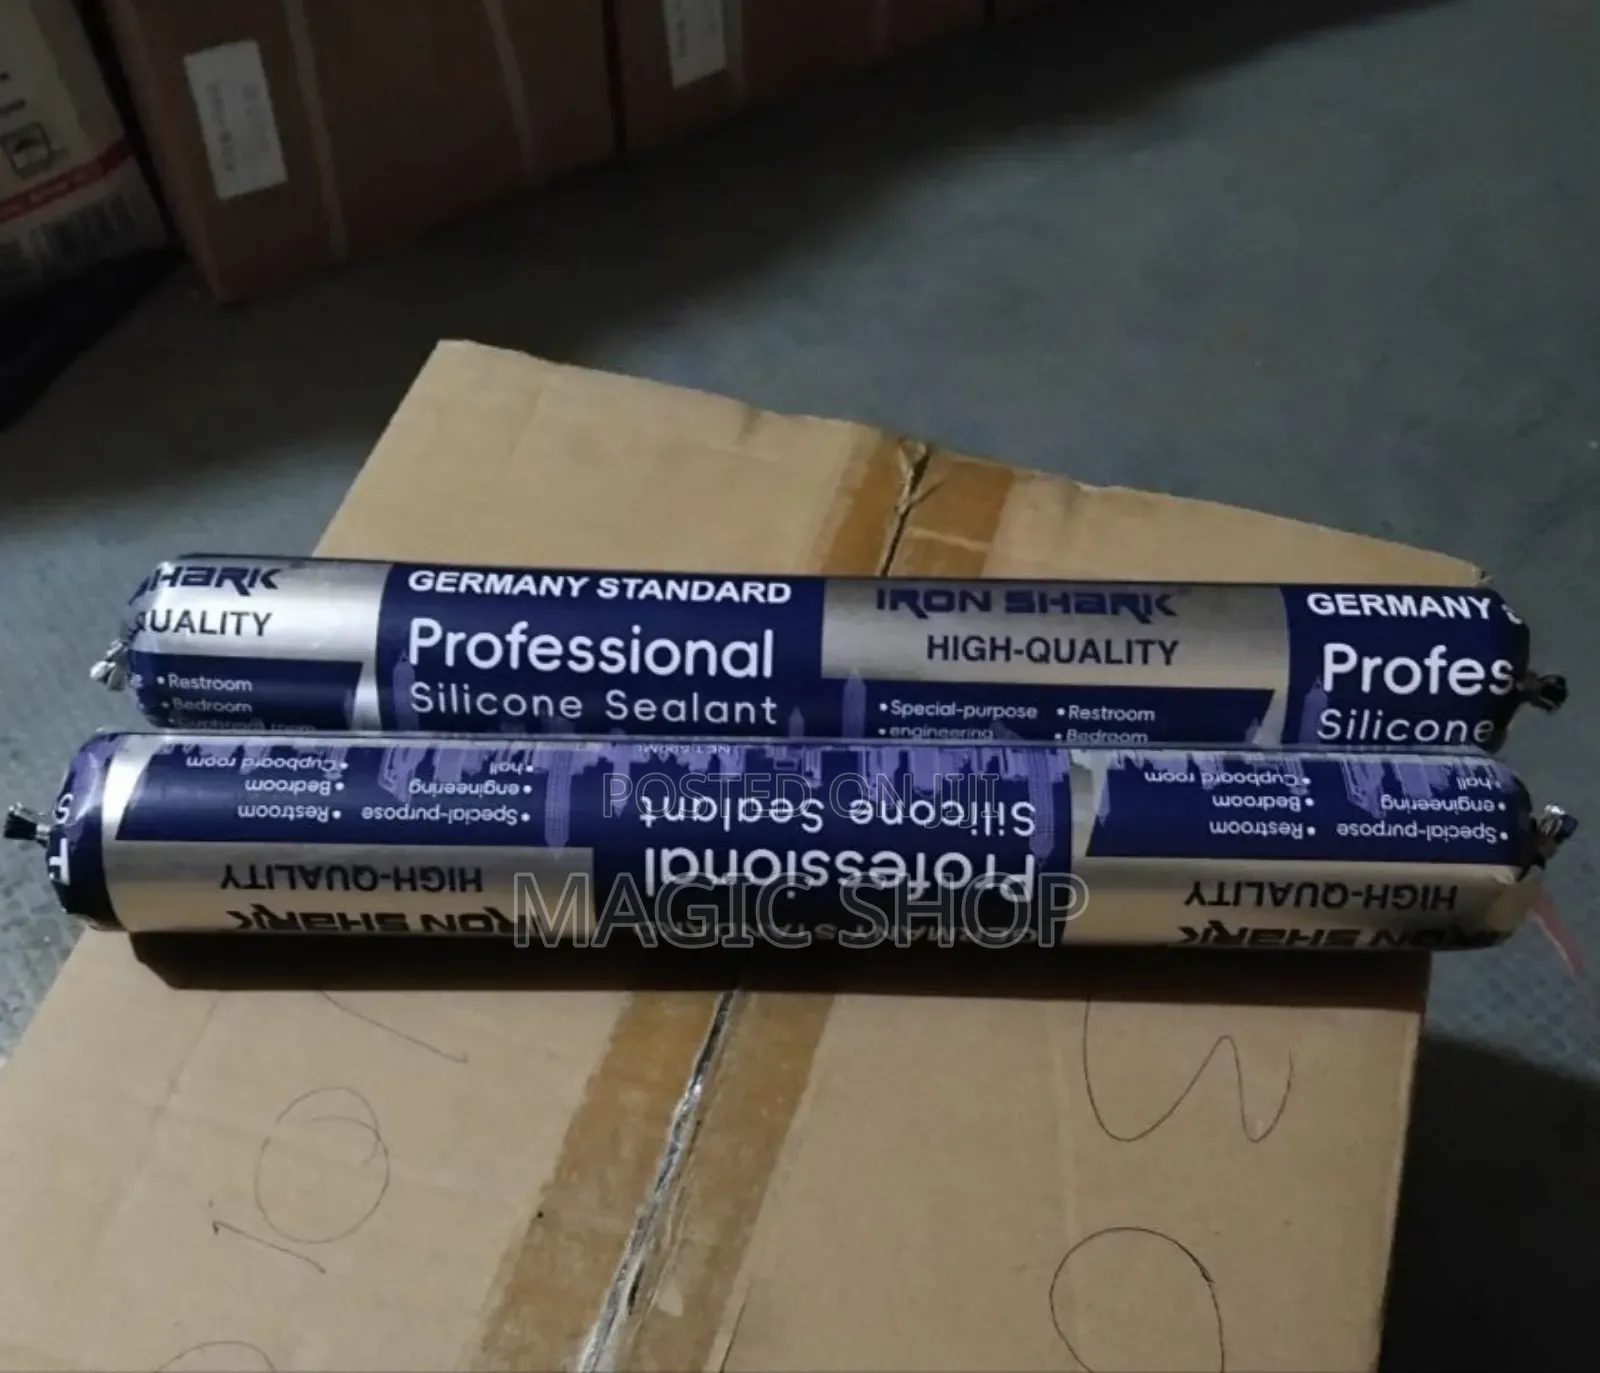 SHARK
QUALITY
• Restroom
• Bedroom
GERMANY STANDARD
Professional
Silicone Sealant
IRON SHARK
HIGH-QUALITY
• Special-purpose • Restroom
• engineering • Bedroom
GERMANY
Profes
Silicone
IRON SHARK
HIGH-QUALITY
• Special-purpose • Restroom
• engineering • Bedroom
• hall • Cupboard room
GERMANY STANDARD
Professional
Silicone Sealant
IRON SHARK
HIGH-QUALITY
• Special-purpose • Restroom
• engineering • Bedroom
• hall • Cupboard room
POSTED ON JIJI
MAGIC SHOP